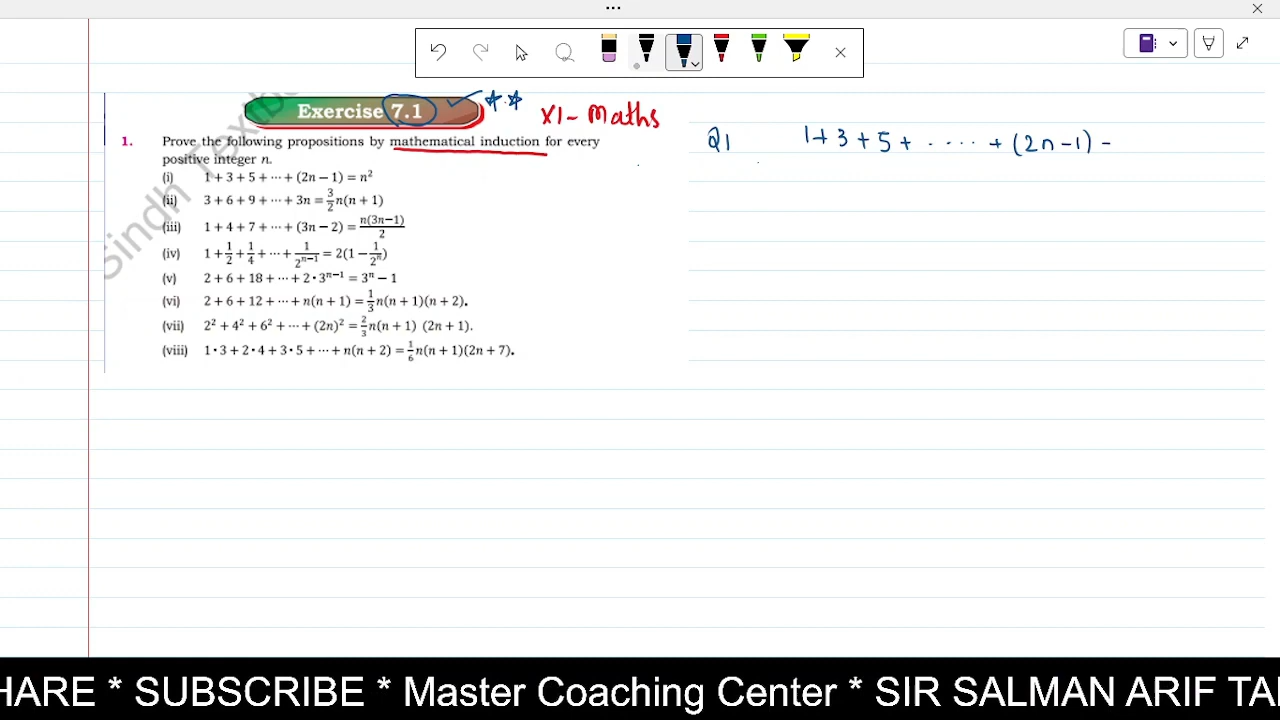 Exercise 7.1
XI- Maths
1. Prove the following propositions by mathematical induction for every
positive integer n.
(i) 1 + 3 + 5 + ⋯ + (2n − 1) = n²
(ii) 3 + 6 + 9 + ⋯ + 3n = 3/2 n(n + 1)
(iii) 1 + 4 + 7 + ⋯ + (3n − 2) = n(3n−1)/2
(iv) 1 + 1/2 + 1/4 + ⋯ + 1/2ⁿ⁻¹ = 2(1 − 1/2ⁿ)
(v) 2 + 6 + 18 + ⋯ + 2 • 3ⁿ⁻¹ = 3ⁿ − 1
(vi) 2 + 6 + 12 + ⋯ + n(n + 1) = 1/3 n(n + 1)(n + 2).
(vii) 2² + 4² + 6² + ⋯ + (2n)² = 2/3 n(n + 1) (2n + 1).
(viii) 1 • 3 + 2 • 4 + 3 • 5 + ⋯ + n(n + 2) = 1/6 n(n + 1)(2n + 7).
Q1 1 + 3 + 5 + ..... + (2n −1) −
Sindh
HARE * SUBSCRIBE * Master Coaching Center * SIR SALMAN ARIF TA